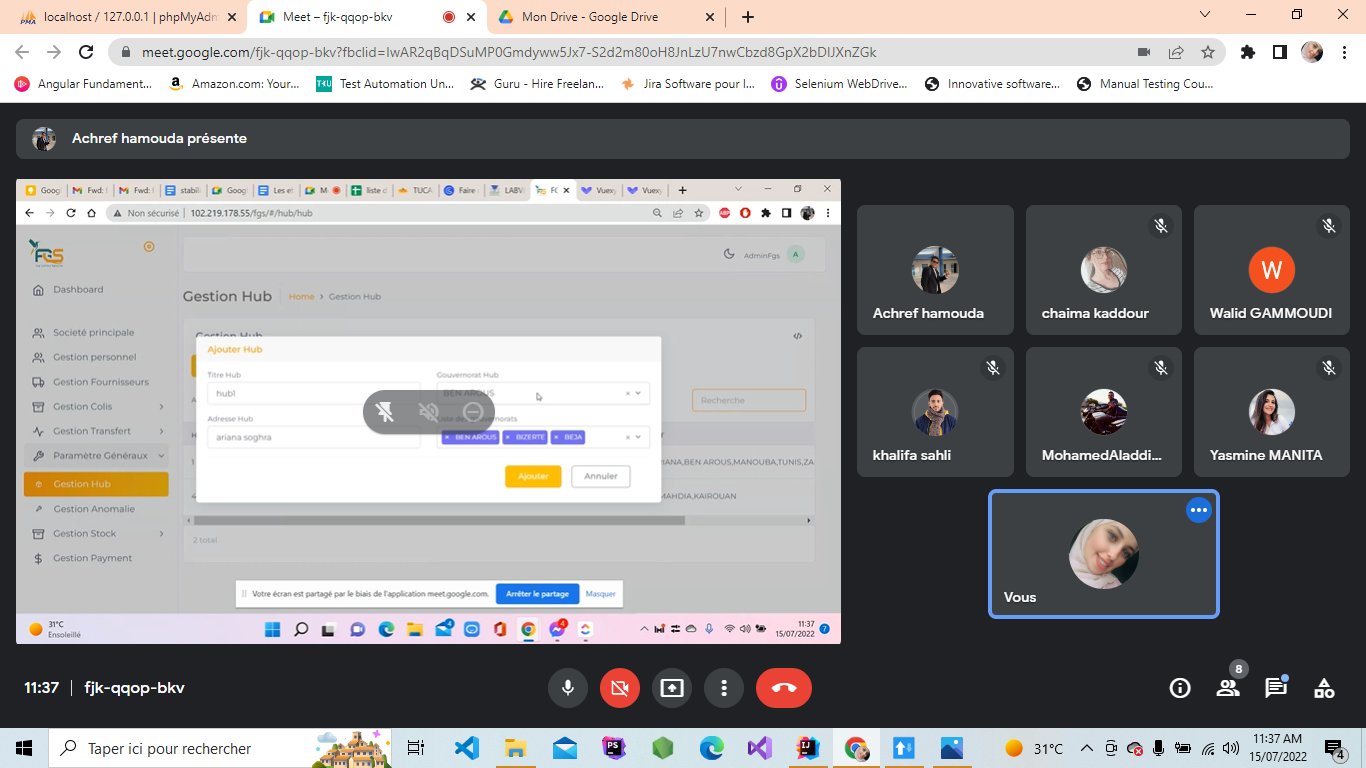 localhost / 127.0.0.1 | phpMyAdm
Meet – fjk-qqop-bkv
Mon Drive - Google Drive
meet.google.com/fjk-qqop-bkv?fbclid=IwAR2qBqDSuMP0Gmdyww5Jx7-S2d2m80oH8JnLzU7nwCbzd8GpX2bDIJXnZGk
Angular Fundament...
Amazon.com: Your...
Test Automation Un...
Guru - Hire Freelan...
Jira Software pour l...
Selenium WebDrive...
Innovative software...
Manual Testing Cou...
Achref hamouda présente
Goog
Fwd:
Fwd:
stabil
Goog
Les et
M
liste d
TUCA
Faire
LABV
FG
Vuexy
Vuexy
Non sécurisé | 102.219.178.55/fgs/#/hub/hub
FGS
AdminFgs
A
Dashboard
Societé principale
Gestion personnel
Gestion Fournisseurs
Gestion Colis
Gestion Transfert
Paramètre Généraux
Gestion Hub
Gestion Anomalie
Gestion Stock
Gestion Payment
Gestion Hub
Home > Gestion Hub
Gestion Hub
Ajouter Hub
Titre Hub
Gouvernorat Hub
hub1
BEN AROUS
Adresse Hub
ariana soghra
× BEN AROUS
× BIZERTE
× BEJA
Ajouter
Annuler
Recherche
RIANA,BEN AROUS,MANOUBA,TUNIS,ZA
MAHDIA,KAIROUAN
2 total
Votre écran est partagé par le biais de l'application meet.google.com.
Arrêter le partage
Masquer
31°C
Ensoleillé
11:37
15/07/2022
Achref hamouda
chaima kaddour
W
Walid GAMMOUDI
khalifa sahli
MohamedAladdi...
Yasmine MANITA
Vous
11:37 | fjk-qqop-bkv
8
Taper ici pour rechercher
31°C
11:37 AM
15/07/2022
4